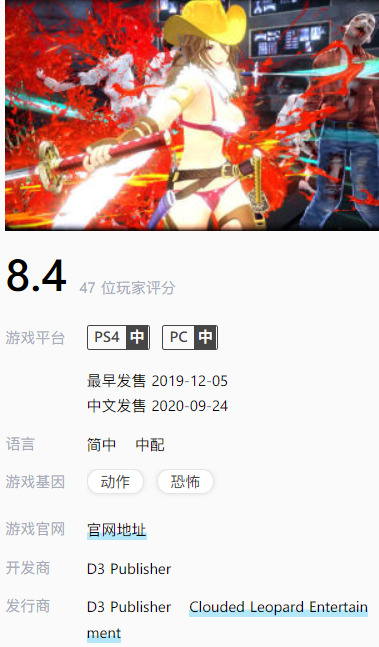 8.4 47 位玩家评分
游戏平台 PS4 中 PC 中
最早发售 2019-12-05
中文发售 2020-09-24
语言 简中 中配
游戏基因 动作 恐怖
游戏官网 官网地址
开发商 D3 Publisher
发行商 D3 Publisher Clouded Leopard Entertain
ment